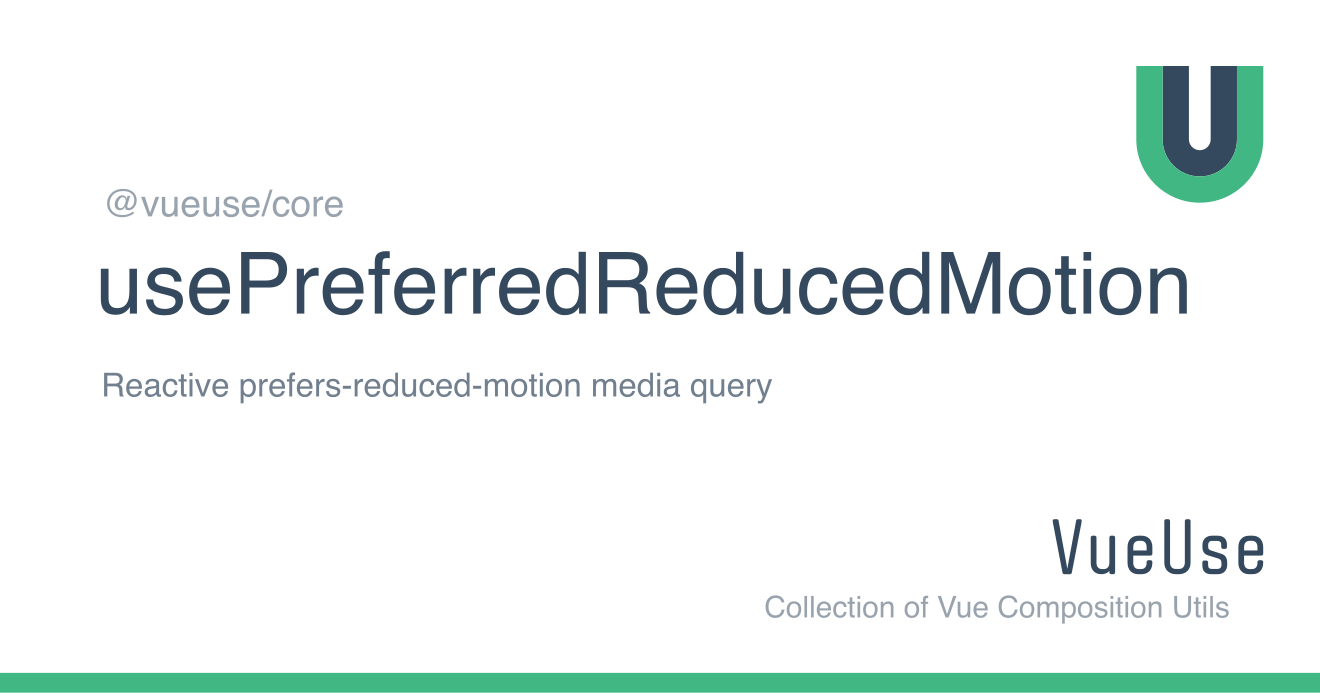 @vueuse/core
usePreferredReducedMotion
Reactive prefers-reduced-motion media query
VueUse
Collection of Vue Composition Utils